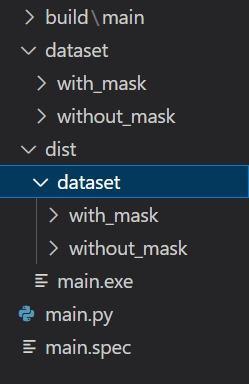 build\main
dataset
with_mask
without_mask
dist
dataset
with_mask
without_mask
main.exe
main.py
main.spec